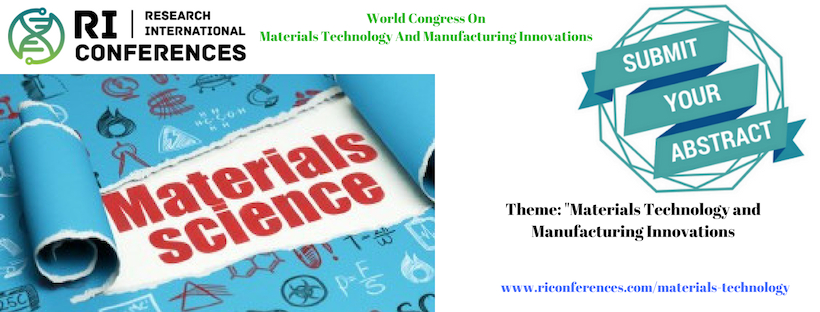 RI
RESEARCH
INTERNATIONAL
CONFERENCES
World Congress On
Materials Technology And Manufacturing Innovations
SUBMIT
YOUR
ABSTRACT
Materials
science
Theme: "Materials Technology and
Manufacturing Innovations
www.riconferences.com/materials-technology